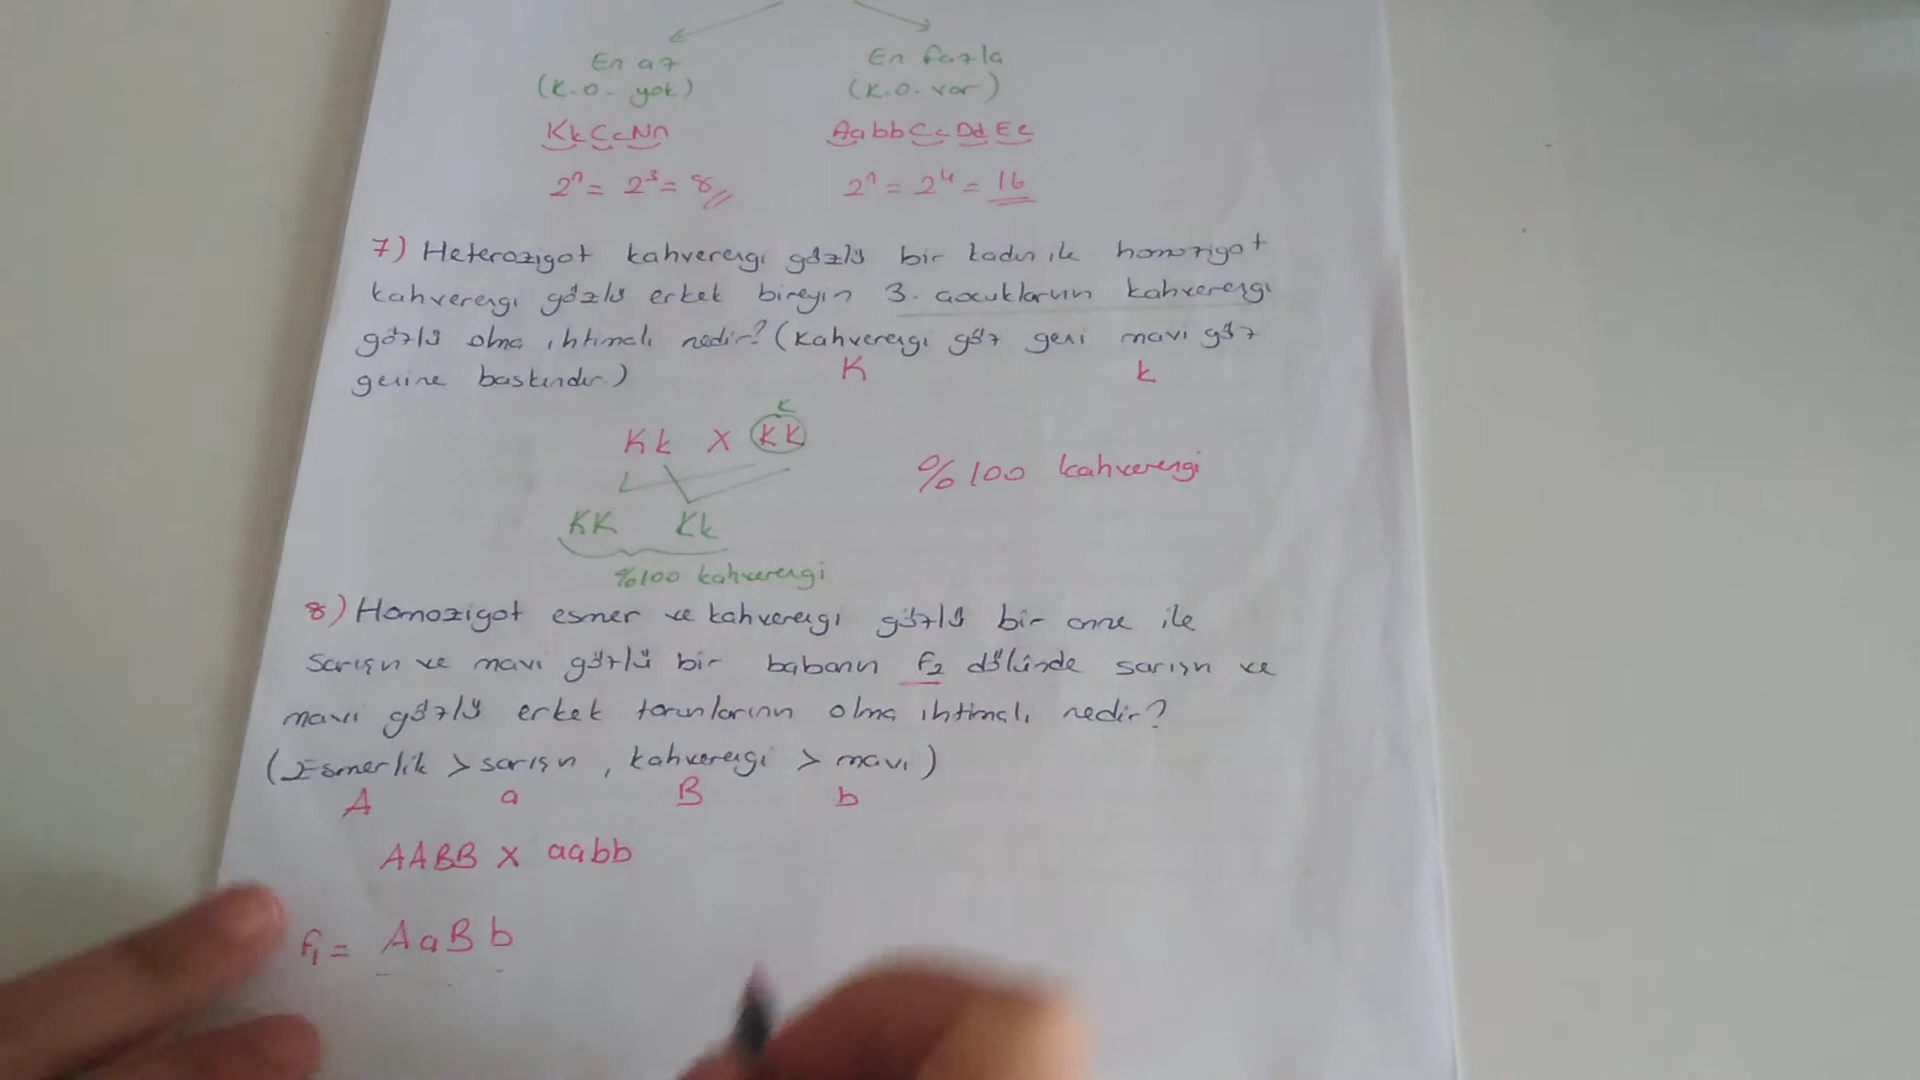 En az
En fazla
(K.O. yok)
(K.O. var)
KkCcNn
AabbCcDdEe
2ⁿ = 2³ = 8
2ⁿ = 2⁴ = 16
7) Heterozigot kahverengi gözlü bir kadın ile homozigot
kahverengi gözlü erkek bireyin 3. çocuklarının kahverengi
gözlü olma ihtimali nedir? (Kahverengi göz geni mavi göz
K k
genine baskındır.)
K
Kk X KK
%100 kahverengi
KK Kk
%100 kahverengi
8) Homozigot esmer ve kahverengi gözlü bir anne ile
sarışın ve mavi gözlü bir babanın F₂ dölünde sarışın ve
mavi gözlü erkek torunlarının olma ihtimali nedir?
(Esmerlik > sarışın, kahverengi > mavi)
A a B b
AABB X aabb
F₁ = AaBb